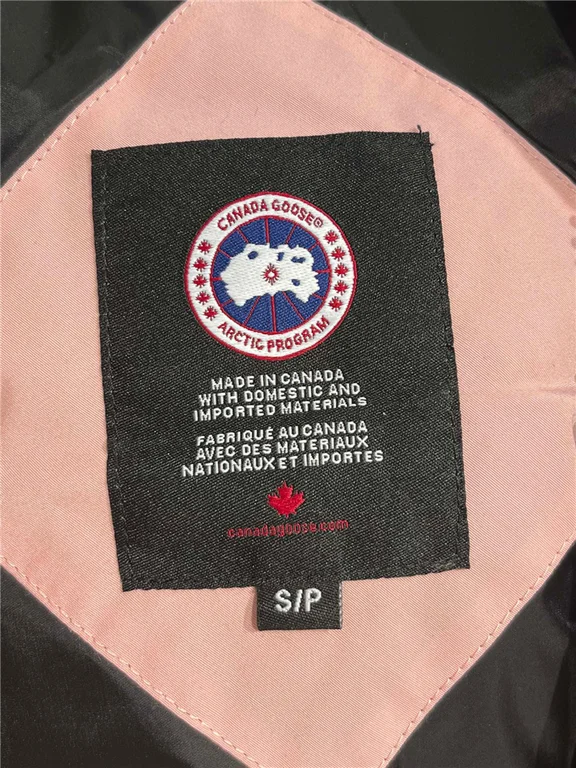 CANADA GOOSE®
ARCTIC PROGRAM
MADE IN CANADA
WITH DOMESTIC AND
IMPORTED MATERIALS
FABRIQUÉ AU CANADA
AVEC DES MATERIAUX
NATIONAUX ET IMPORTES
canadagoose.com
S/P